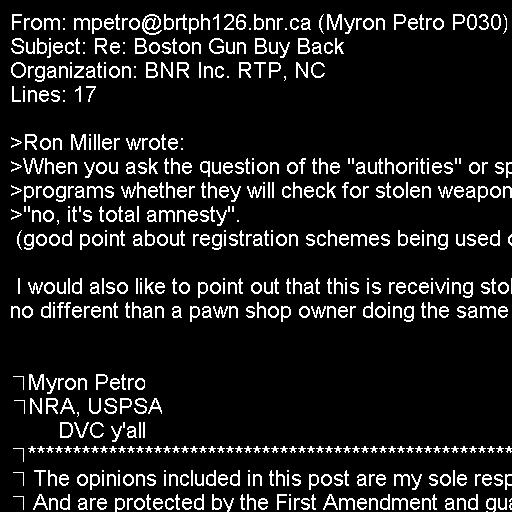 From: mpetro@brtph126.bnr.ca (Myron Petro P030)
Subject: Re: Boston Gun Buy Back
Organization: BNR Inc. RTP, NC
Lines: 17

>Ron Miller wrote:
>When you ask the question of the "authorities" or sp
>programs whether they will check for stolen weapon
>"no, it's total amnesty".
(good point about registration schemes being used o

I would also like to point out that this is receiving stol
no different than a pawn shop owner doing the same

Myron Petro
NRA, USPSA
DVC y'all
****************************************************
The opinions included in this post are my sole resp
And are protected by the First Amendment and gua